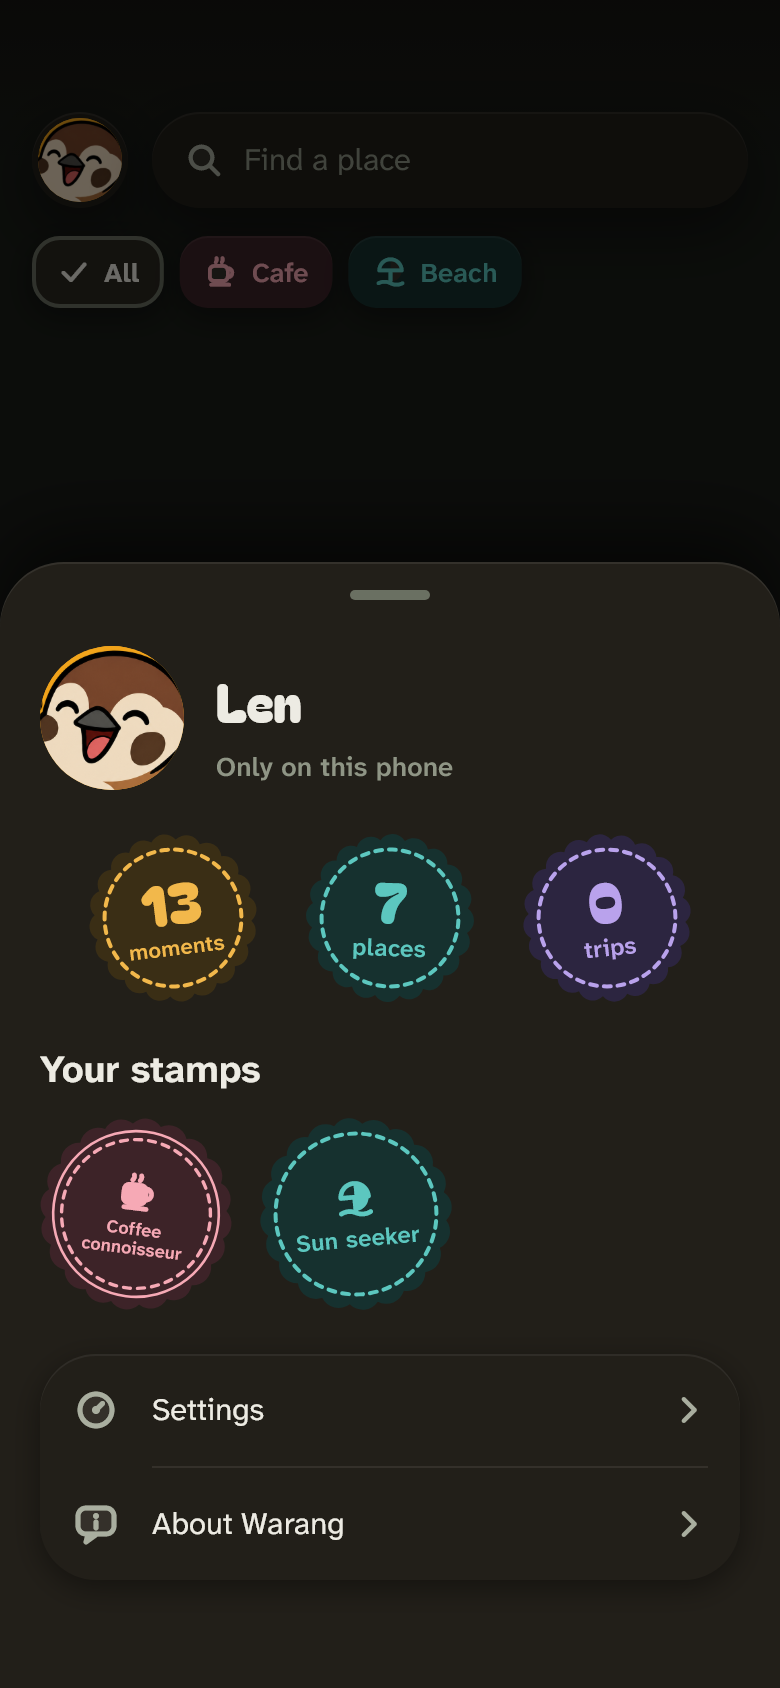 Find a place
All
Cafe
Beach
Len
Only on this phone
13
moments
7
places
0
trips
Your stamps
Coffee
connoisseur
Sun seeker
Settings
About Warang